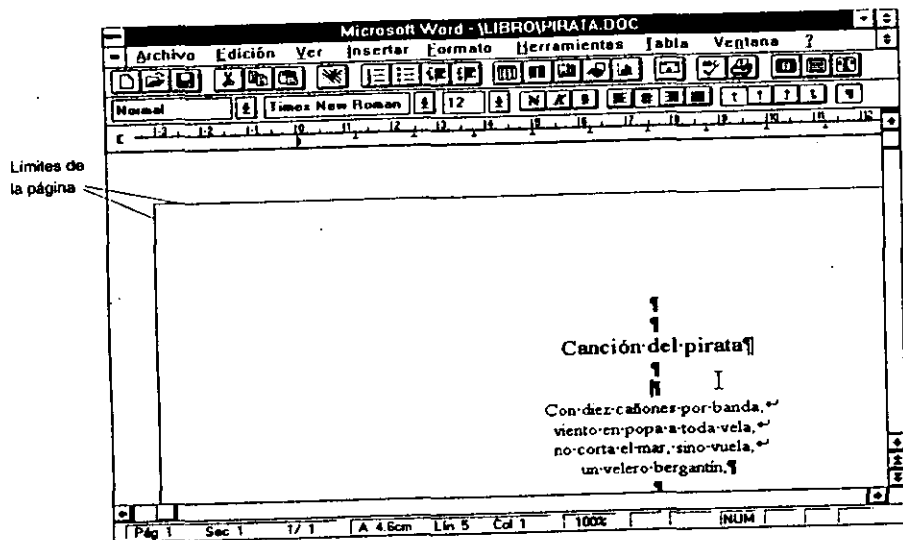 Microsoft Word - \LIBRO\PIRATA.DOC
Archivo Edición Ver Insertar Formato Herramientas Tabla Ventana ?
Normal Times New Roman 12 N K S
Límites de
la página
¶
¶
Canción·del·pirata¶
¶
¶
Con·diez·cañones·por·banda,↵
viento·en·popa·a·toda·vela,↵
no·corta·el·mar,·sino·vuela,↵
un·velero·bergantín,¶
¶
Pág 1 Sec 1 1/ 1 A 4.6cm Lín 5 Col 1 100% NUM